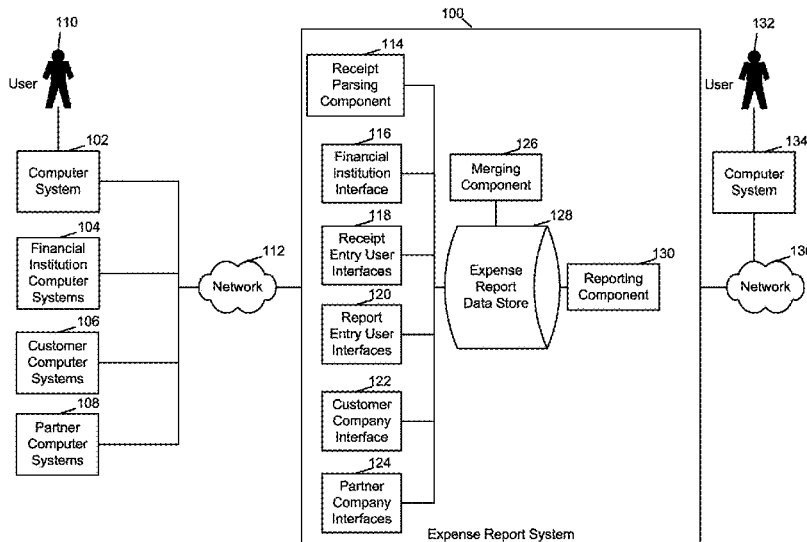 110
User
102
Computer
System
104
Financial
Institution
Computer
Systems
106
Customer
Computer
Systems
108
Partner
Computer
Systems
112
Network
100
114
Receipt
Parsing
Component
116
Financial
Institution
Interface
118
Receipt
Entry User
Interfaces
120
Report
Entry User
Interfaces
122
Customer
Company
Interface
124
Partner
Company
Interfaces
126
Merging
Component
128
Expense
Report
Data Store
130
Reporting
Component
Expense Report System
132
User
134
Computer
System
Network